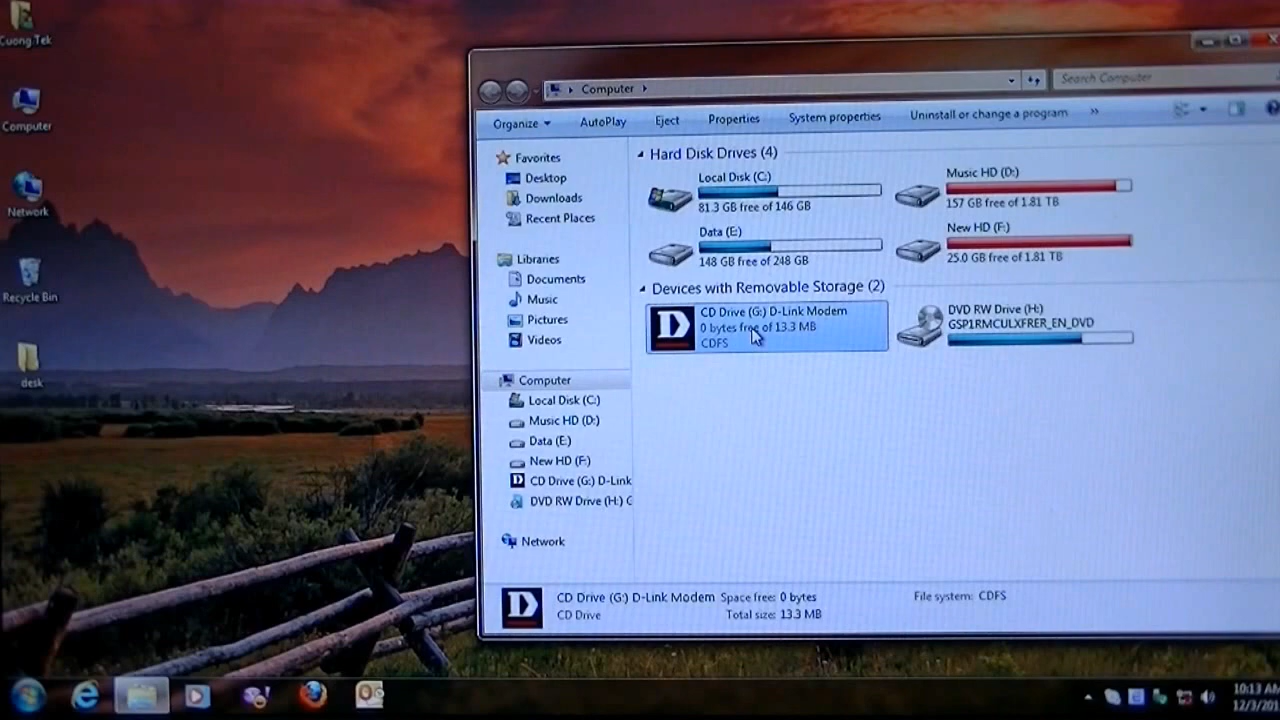 Cuong Tek
Computer
Network
Recycle Bin
desk
Computer
Search Computer
Organize
AutoPlay
Eject
Properties
System properties
Uninstall or change a program
»
Favorites
Desktop
Downloads
Recent Places
Libraries
Documents
Music
Pictures
Videos
Computer
Local Disk (C:)
Music HD (D:)
Data (E:)
New HD (F:)
CD Drive (G:) D-Link
DVD RW Drive (H:) G
Network
Hard Disk Drives (4)
Local Disk (C:)
81.3 GB free of 146 GB
Music HD (D:)
157 GB free of 1.81 TB
Data (E:)
148 GB free of 248 GB
New HD (F:)
25.0 GB free of 1.81 TB
Devices with Removable Storage (2)
D
CD Drive (G:) D-Link Modem
0 bytes free of 13.3 MB
CDFS
DVD RW Drive (H:)
GSP1RMCULXFRER_EN_DVD
D
CD Drive (G:) D-Link Modem
CD Drive
Space free: 0 bytes
Total size: 13.3 MB
File system: CDFS
10:13 AM
12/3/201